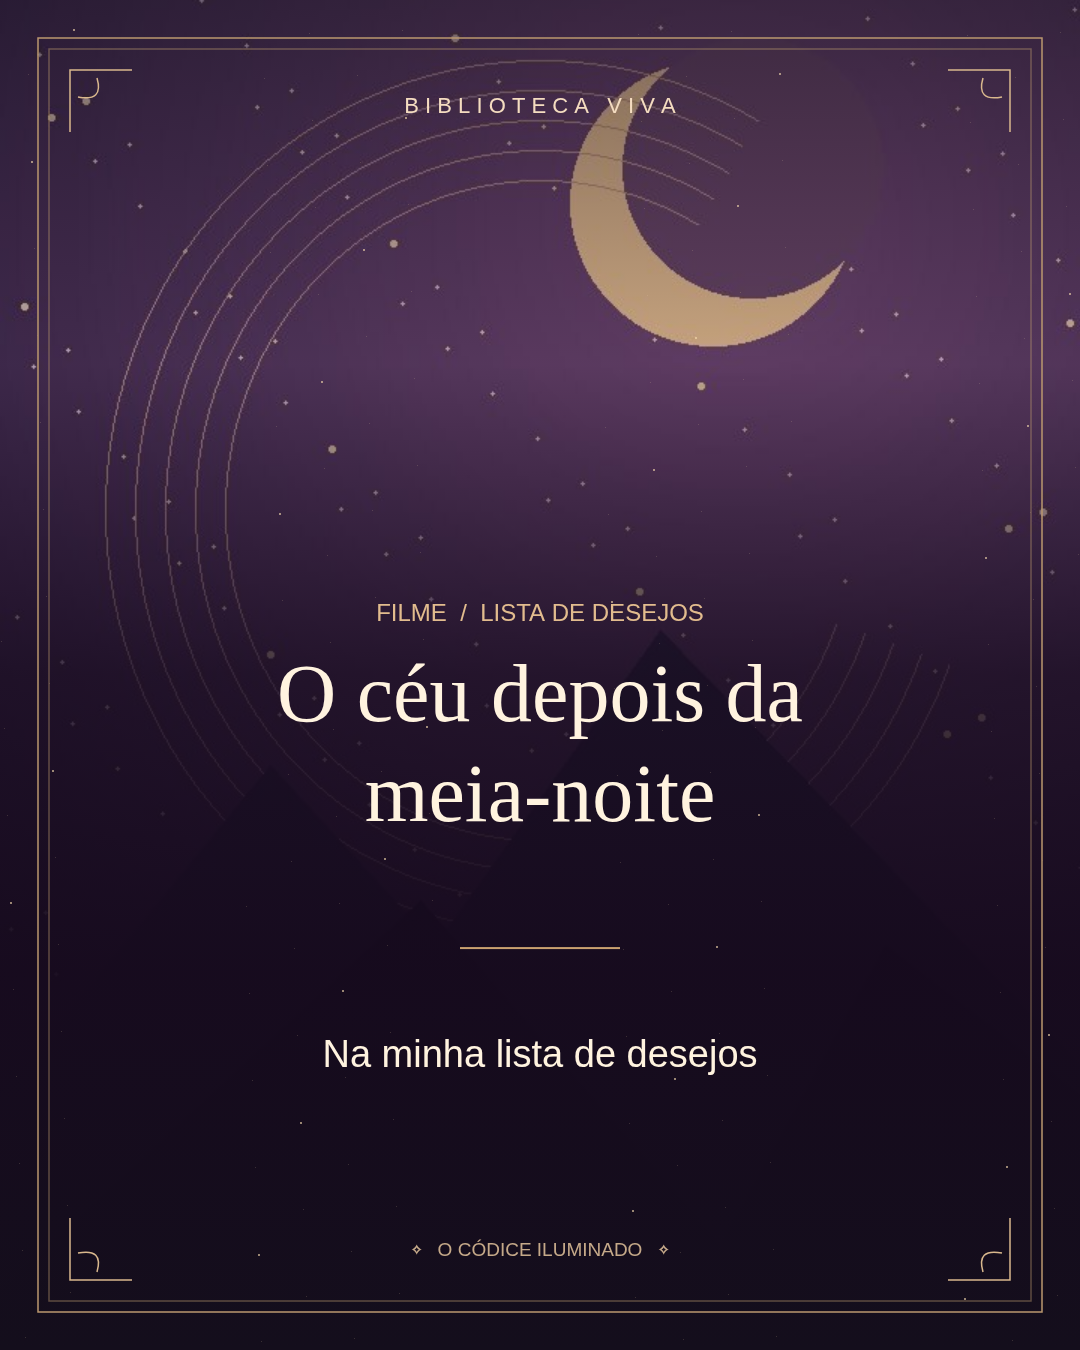 BIBLIOTECA VIVA
FILME / LISTA DE DESEJOS
O céu depois da
meia-noite
Na minha lista de desejos
✧ O CÓDICE ILUMINADO ✧